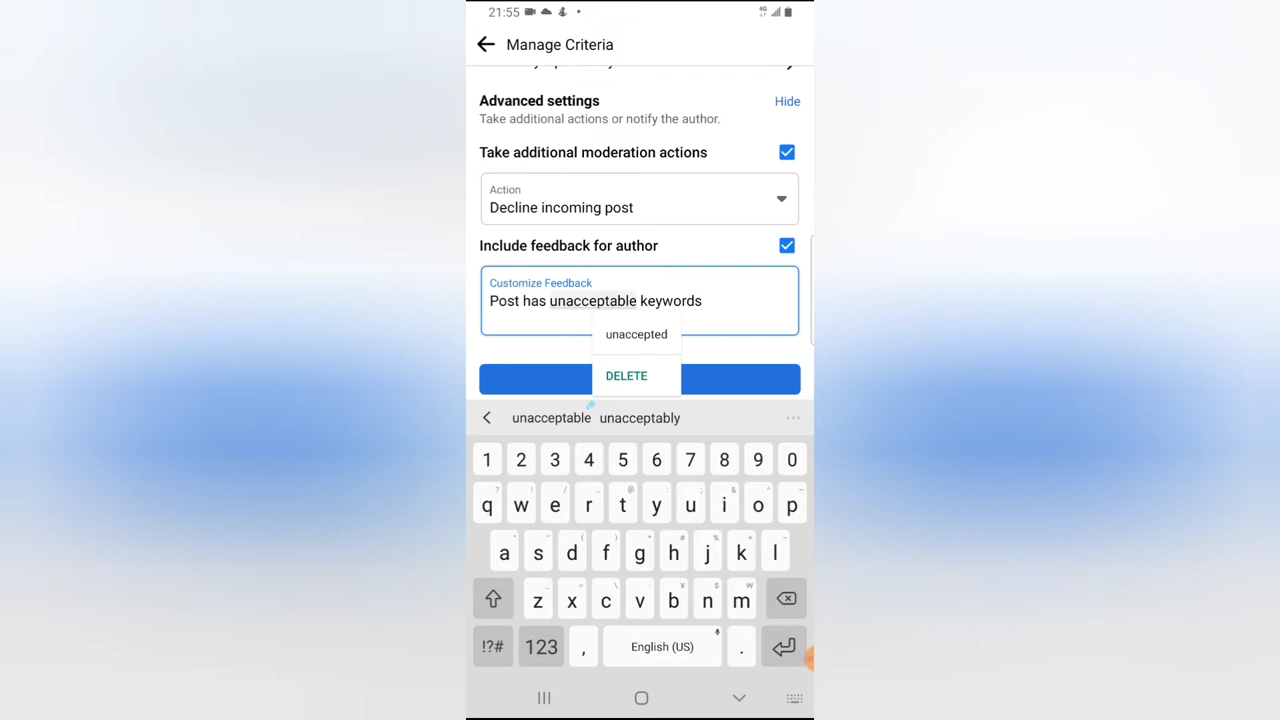 21:55
4G
Manage Criteria
Advanced settings
Hide
Take additional actions or notify the author.
Take additional moderation actions
Action
Decline incoming post
Include feedback for author
Customize Feedback
Post has unacceptable keywords
unaccepted
DELETE
unacceptable unacceptably
1 2 3 4 5 6 7 8 9 0
q w e r t y u i o p
a s d f g h j k l
z x c v b n m
!?# 123 , English (US) .